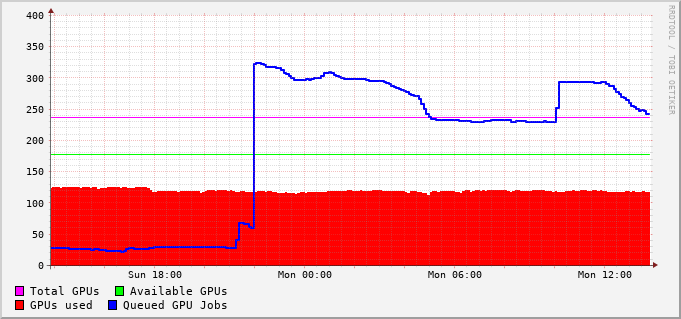 400
350
300
250
200
150
100
50
0
Sun 18:00 Mon 00:00 Mon 06:00 Mon 12:00
Total GPUs Available GPUs
GPUs used Queued GPU Jobs
RRDTOOL / TOBI OETIKER